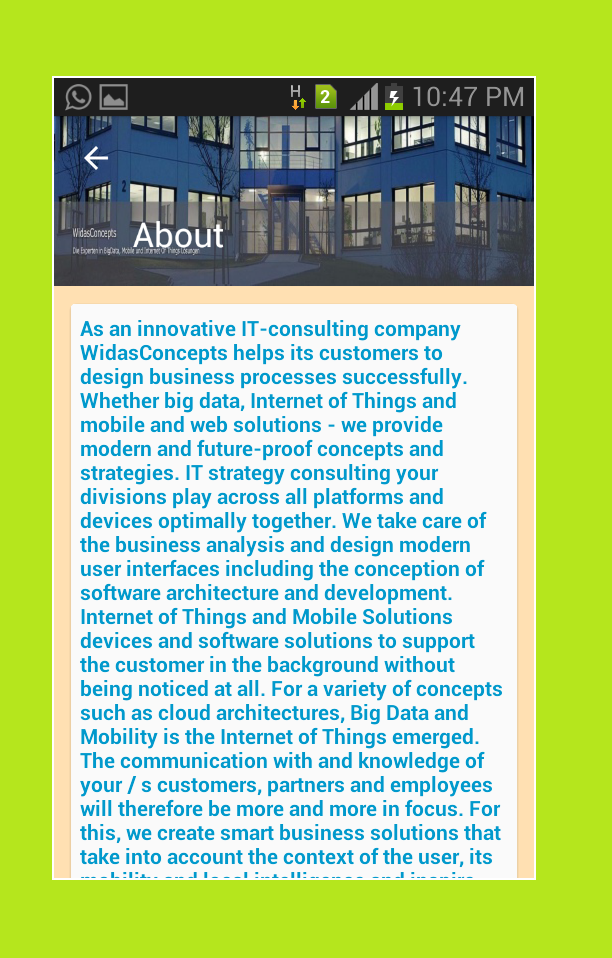 H 2 10:47 PM
2
WidasConcepts
About
Die Experten in BigData, Mobile und Internet Of Things Lösungen
As an innovative IT-consulting company
WidasConcepts helps its customers to
design business processes successfully.
Whether big data, Internet of Things and
mobile and web solutions - we provide
modern and future-proof concepts and
strategies. IT strategy consulting your
divisions play across all platforms and
devices optimally together. We take care of
the business analysis and design modern
user interfaces including the conception of
software architecture and development.
Internet of Things and Mobile Solutions
devices and software solutions to support
the customer in the background without
being noticed at all. For a variety of concepts
such as cloud architectures, Big Data and
Mobility is the Internet of Things emerged.
The communication with and knowledge of
your / s customers, partners and employees
will therefore be more and more in focus. For
this, we create smart business solutions that
take into account the context of the user, its
mobility and local intelligence and inspire